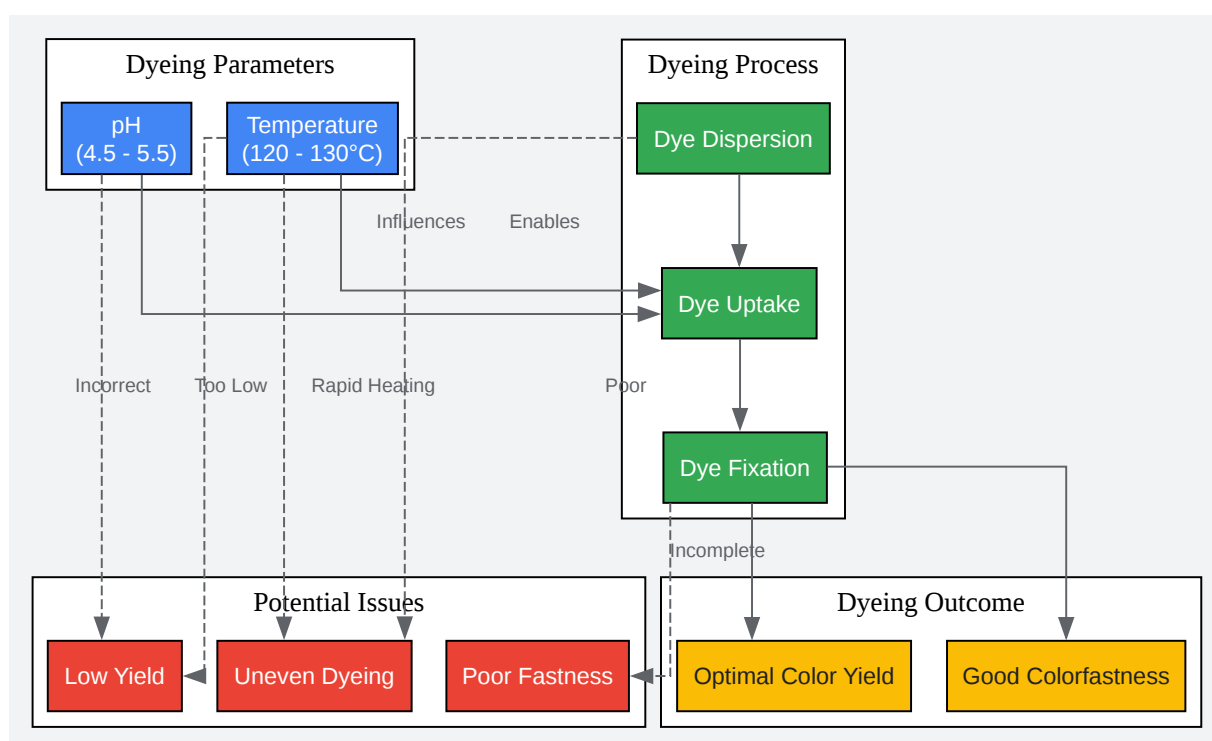 Dyeing Parameters
Dyeing Process
pH
(4.5 - 5.5)
Temperature
(120 - 130°C)
Dye Dispersion
Influences
Enables
Dye Uptake
Incorrect
Too Low
Rapid Heating
Poor
Dye Fixation
Incomplete
Potential Issues
Dyeing Outcome
Low Yield
Uneven Dyeing
Poor Fastness
Optimal Color Yield
Good Colorfastness